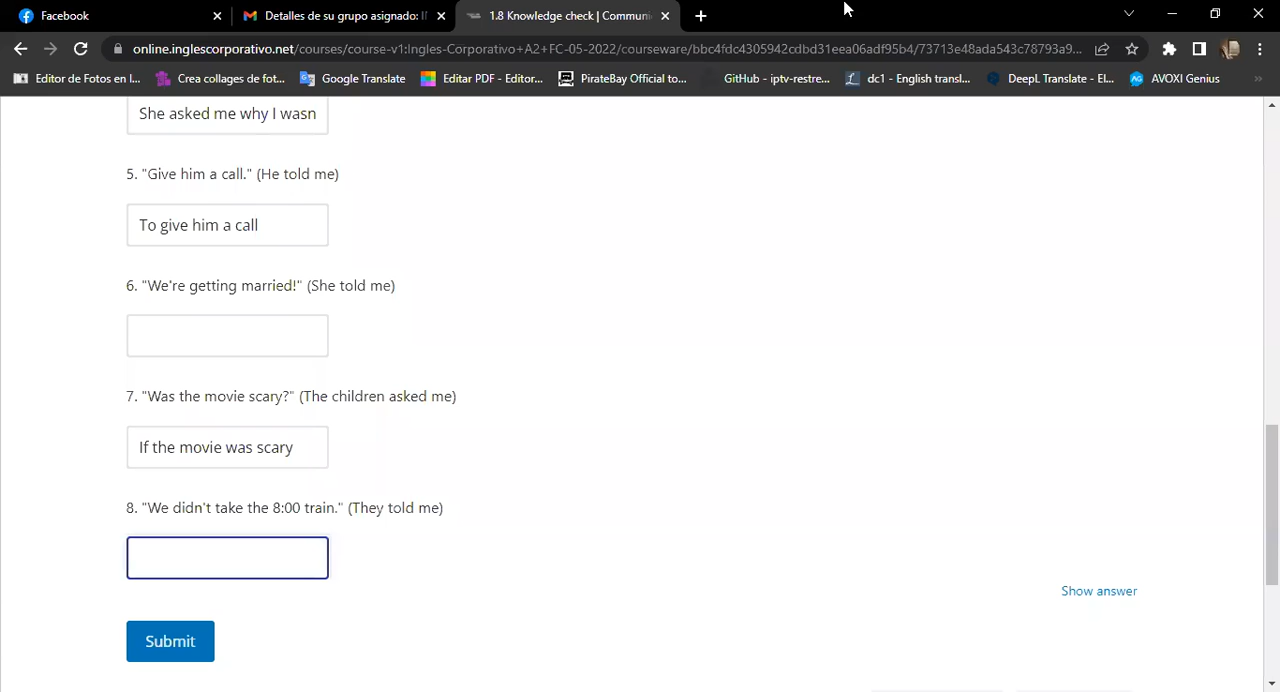 Facebook
Detalles de su grupo asignado:
1.8 Knowledge check | Communi
online.inglescorporativo.net/courses/course-v1:Ingles-Corporativo+A2+FC-05-2022/courseware/bbc4fdc4305942cdbd31eea06adf95b4/73713e48ada543c78793a9...
Editor de Fotos en l...
Crea collages de fot...
Google Translate
Editar PDF - Editor...
PirateBay Official to...
GitHub - iptv-restre...
dc1 - English transl...
DeepL Translate - El...
AVOXI Genius
She asked me why I wasn
5. "Give him a call." (He told me)
To give him a call
6. "We're getting married!" (She told me)
7. "Was the movie scary?" (The children asked me)
If the movie was scary
8. "We didn't take the 8:00 train." (They told me)
Show answer
Submit